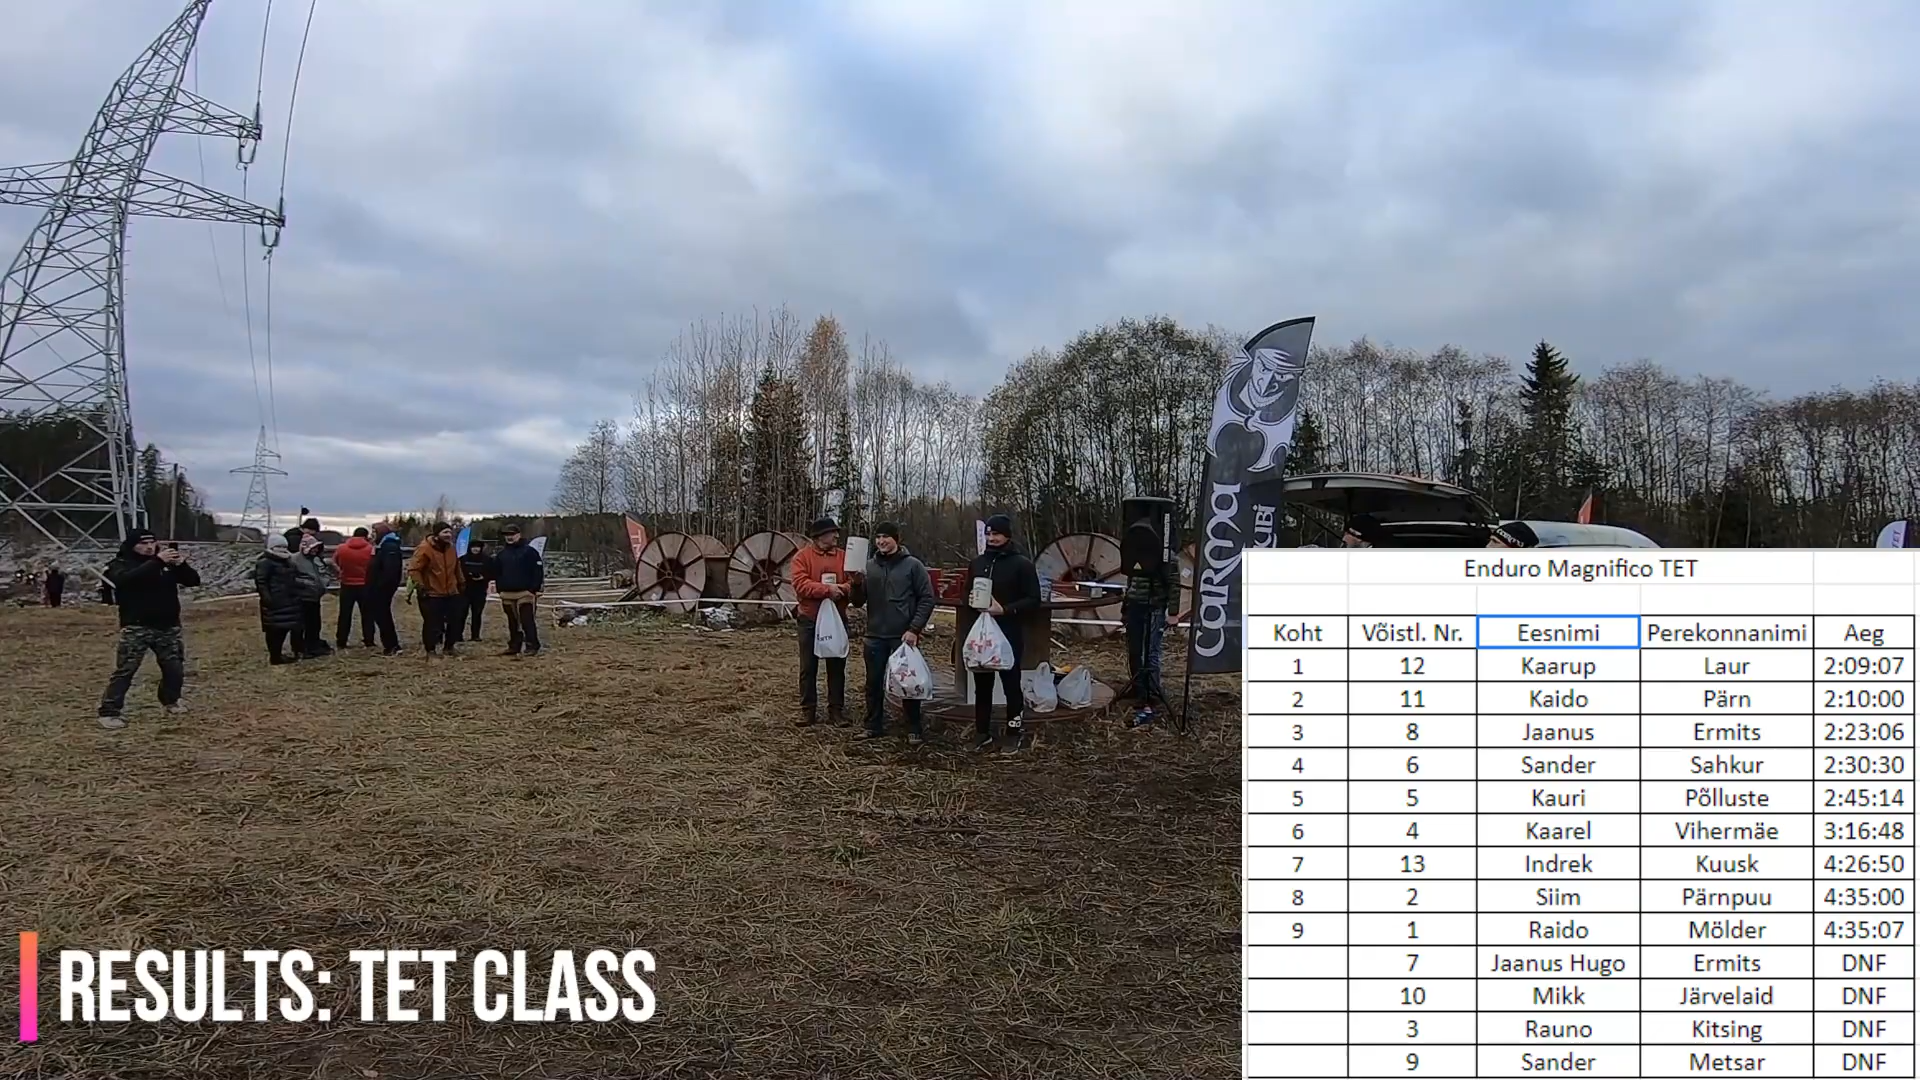 carma
Enduro Magnifico TET
Koht Võistl. Nr. Eesnimi Perekonnanimi Aeg
1 12 Kaarup Laur 2:09:07
2 11 Kaido Pärn 2:10:00
3 8 Jaanus Ermits 2:23:06
4 6 Sander Sahkur 2:30:30
5 5 Kauri Põlluste 2:45:14
6 4 Kaarel Vihermäe 3:16:48
7 13 Indrek Kuusk 4:26:50
8 2 Siim Pärnpuu 4:35:00
9 1 Raido Mölder 4:35:07
7 Jaanus Hugo Ermits DNF
10 Mikk Järvelaid DNF
3 Rauno Kitsing DNF
9 Sander Metsar DNF
RESULTS: TET CLASS